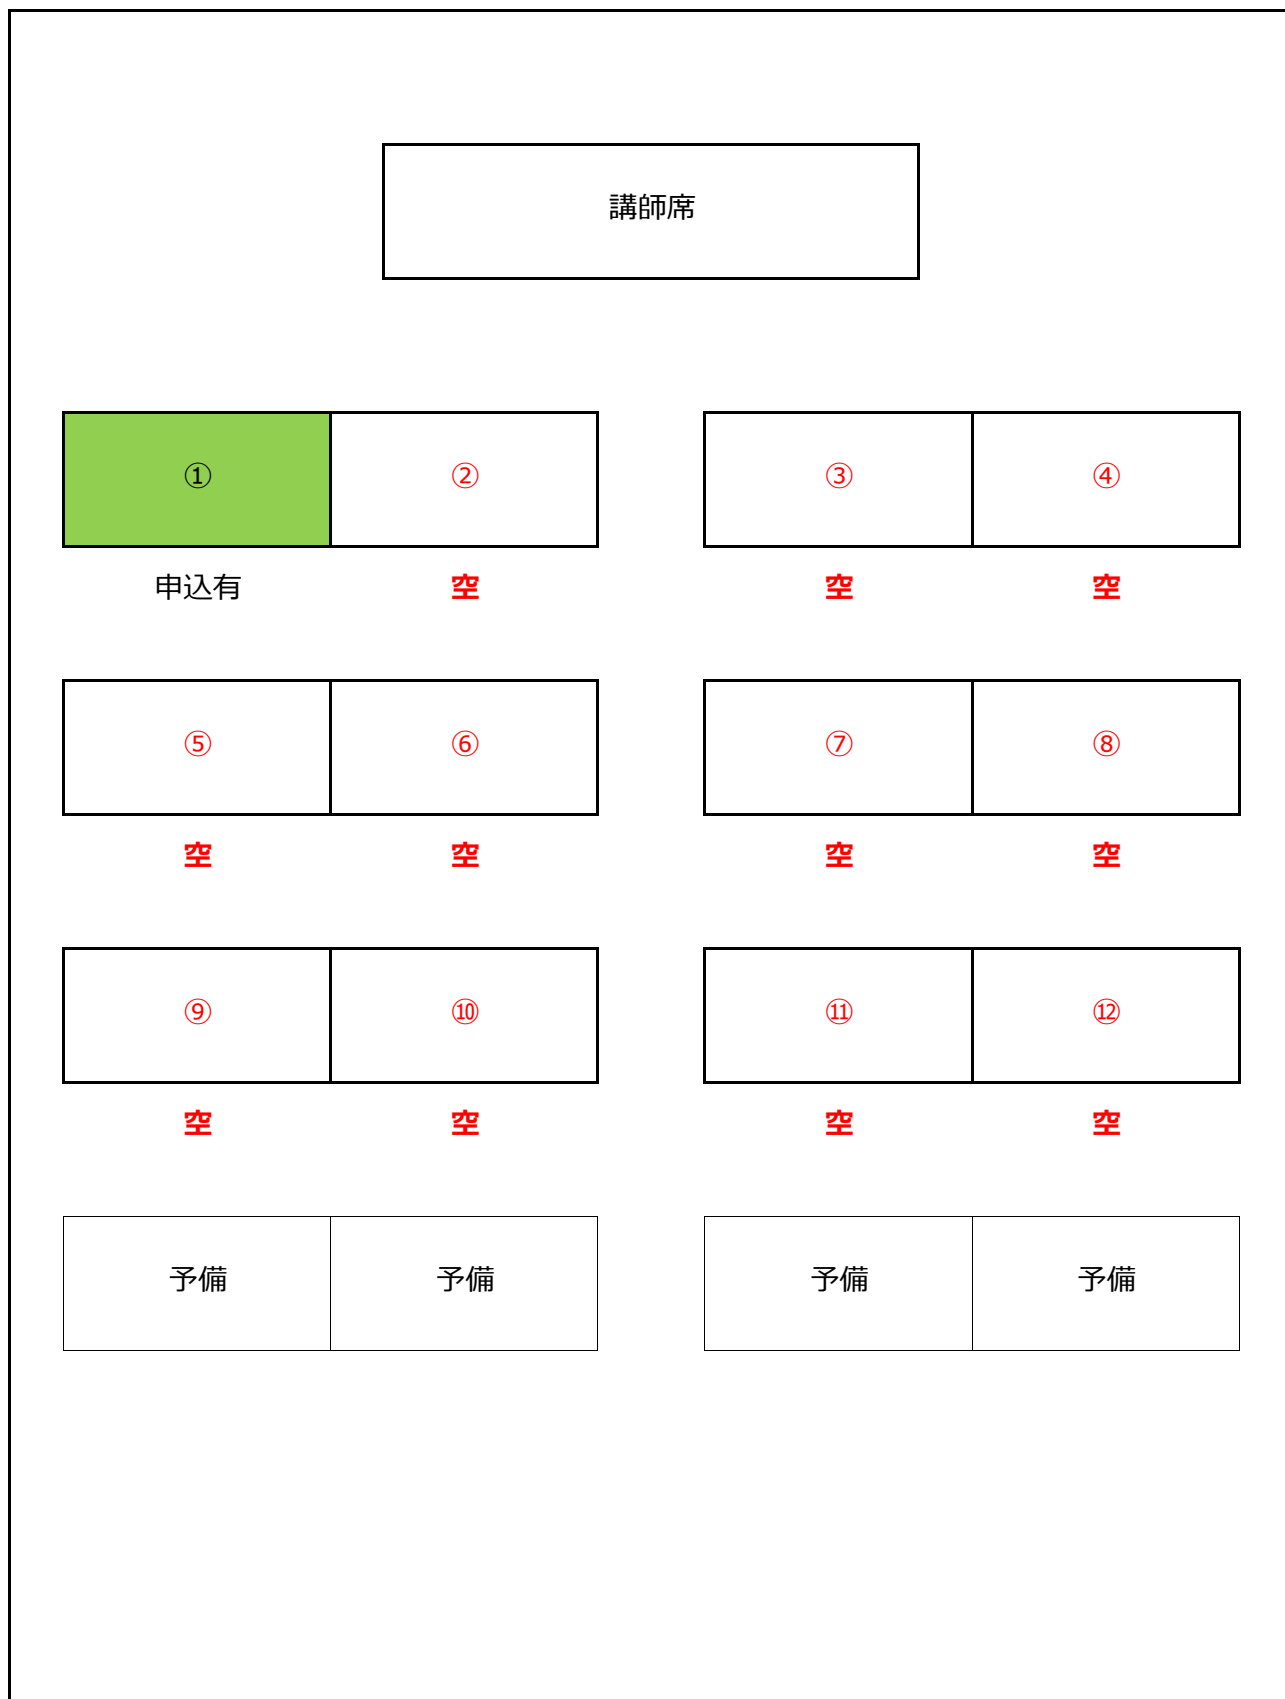 講師席
① ② ③ ④
申込有 空 空 空
⑤ ⑥ ⑦ ⑧
空 空 空 空
⑨ ⑩ ⑪ ⑫
空 空 空 空
予備 予備 予備 予備